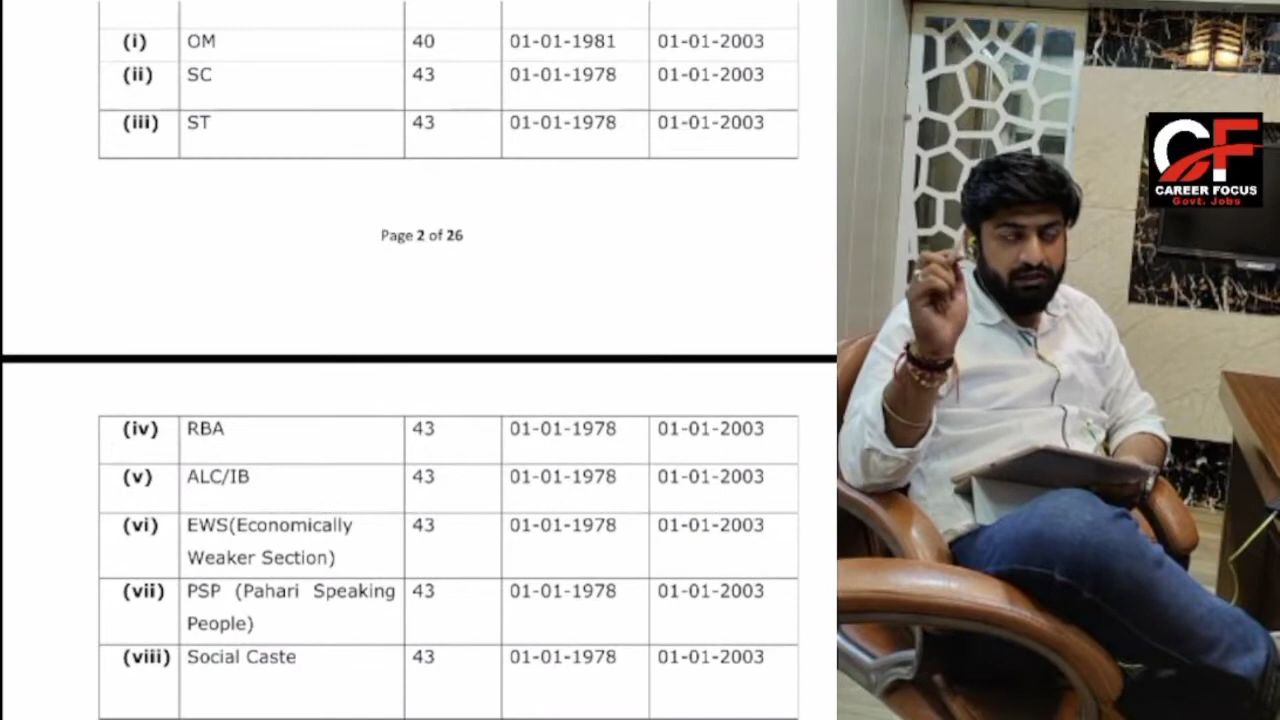 (i) OM 40 01-01-1981 01-01-2003
(ii) SC 43 01-01-1978 01-01-2003
(iii) ST 43 01-01-1978 01-01-2003
Page 2 of 26
(iv) RBA 43 01-01-1978 01-01-2003
(v) ALC/IB 43 01-01-1978 01-01-2003
(vi) EWS(Economically 43 01-01-1978 01-01-2003
Weaker Section)
(vii) PSP (Pahari Speaking 43 01-01-1978 01-01-2003
People)
(viii) Social Caste 43 01-01-1978 01-01-2003
CF
CAREER FOCUS
Govt. Jobs